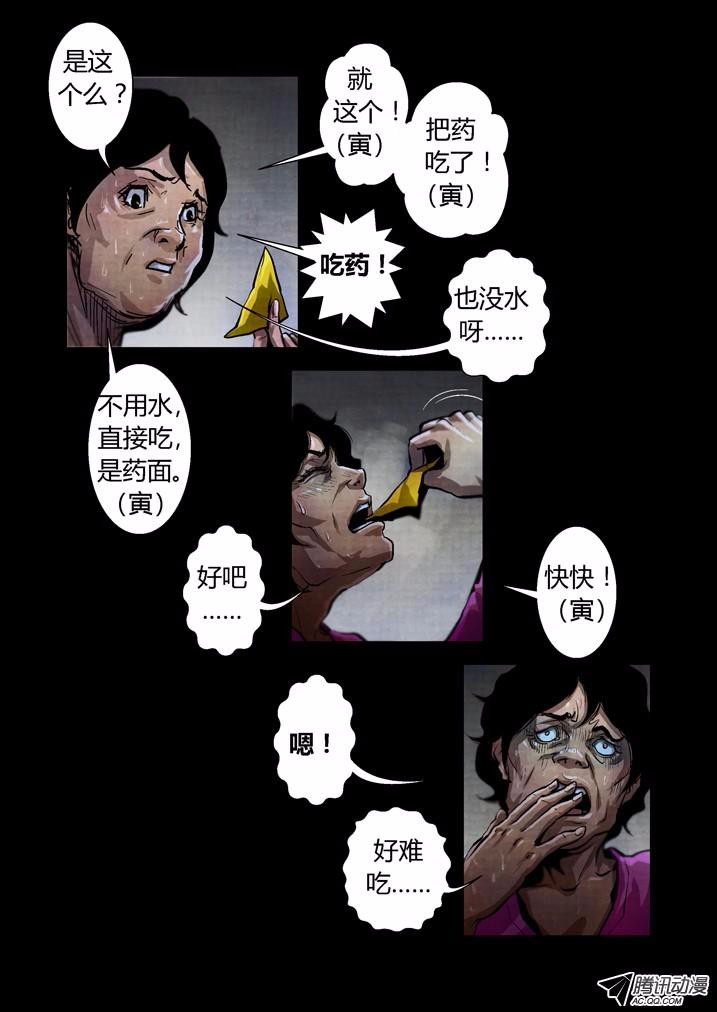 是这
个么？
就
这个！
（寅）
把药
吃了！
（寅）
吃药！
也没水
呀……
不用水，
直接吃，
是药面。
（寅）
好吧
……
快快！
（寅）
嗯！
好难
吃……
腾讯动漫
AC.QQ.COM